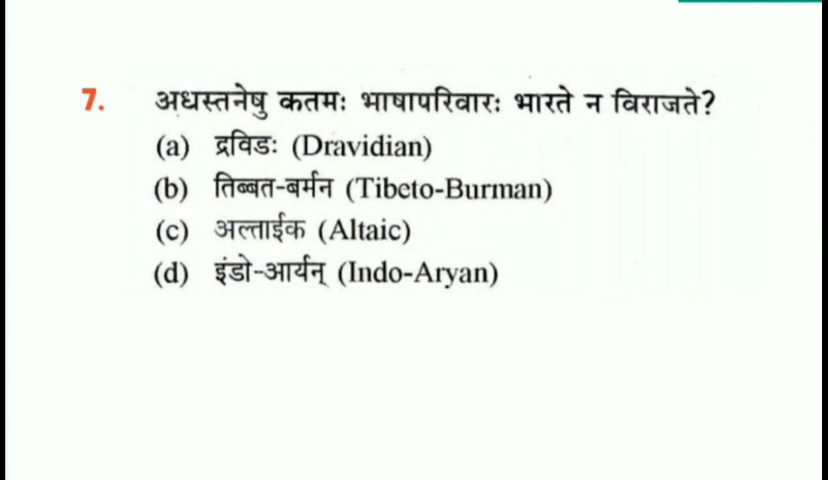 7. अधस्तनेषु कतमः भाषापरिवारः भारते न विराजते?
(a) द्रविडः (Dravidian)
(b) तिब्बत-बर्मन (Tibeto-Burman)
(c) अल्ताईक (Altaic)
(d) इंडो-आर्यन् (Indo-Aryan)